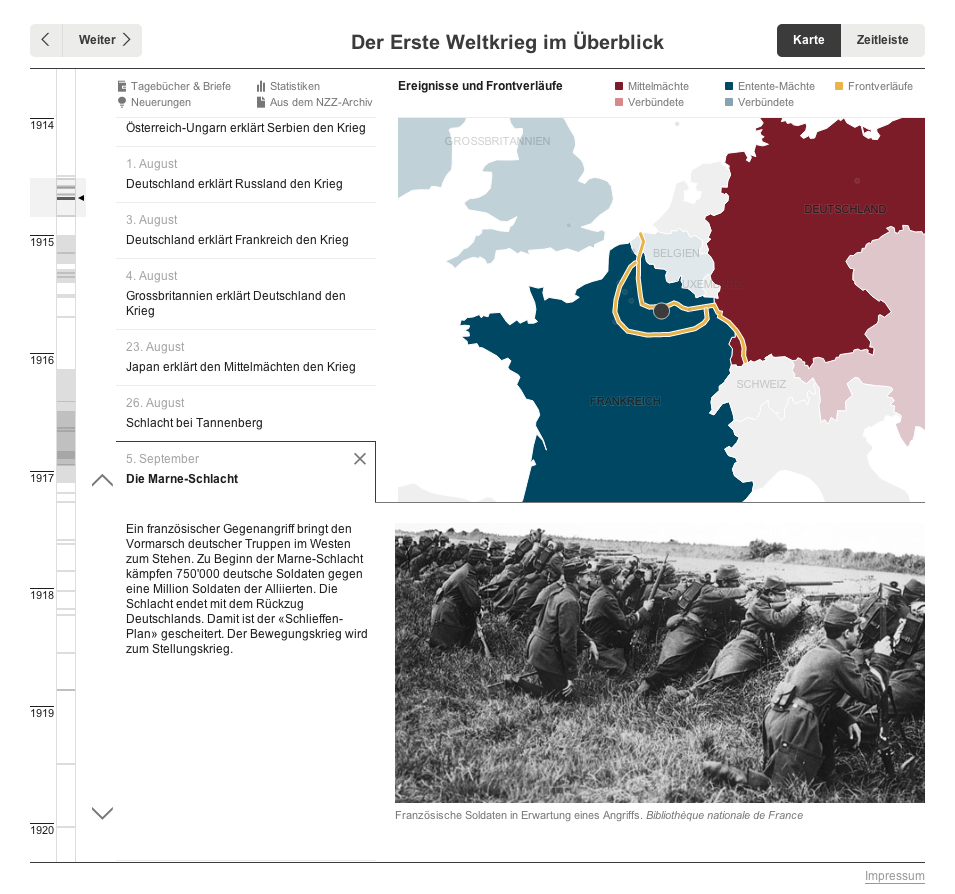 Weiter
Der Erste Weltkrieg im Überblick
Karte
Zeitleiste
Tagebücher & Briefe
Statistiken
Neuerungen
Aus dem NZZ-Archiv
Ereignisse und Frontverläufe
Mittelmächte
Entente-Mächte
Frontverläufe
Verbündete
Verbündete
1914
1915
1916
1917
1918
1919
1920
Österreich-Ungarn erklärt Serbien den Krieg
1. August
Deutschland erklärt Russland den Krieg
3. August
Deutschland erklärt Frankreich den Krieg
4. August
Grossbritannien erklärt Deutschland den
Krieg
23. August
Japan erklärt den Mittelmächten den Krieg
26. August
Schlacht bei Tannenberg
5. September
Die Marne-Schlacht
Ein französischer Gegenangriff bringt den
Vormarsch deutscher Truppen im Westen
zum Stehen. Zu Beginn der Marne-Schlacht
kämpfen 750'000 deutsche Soldaten gegen
eine Million Soldaten der Alliierten. Die
Schlacht endet mit dem Rückzug
Deutschlands. Damit ist der «Schlieffen-
Plan» gescheitert. Der Bewegungskrieg wird
zum Stellungskrieg.
GROSSBRITANNIEN
DEUTSCHLAND
BELGIEN
SCHWEIZ
FRANKREICH
Französische Soldaten in Erwartung eines Angriffs. Bibliothèque nationale de France
Impressum